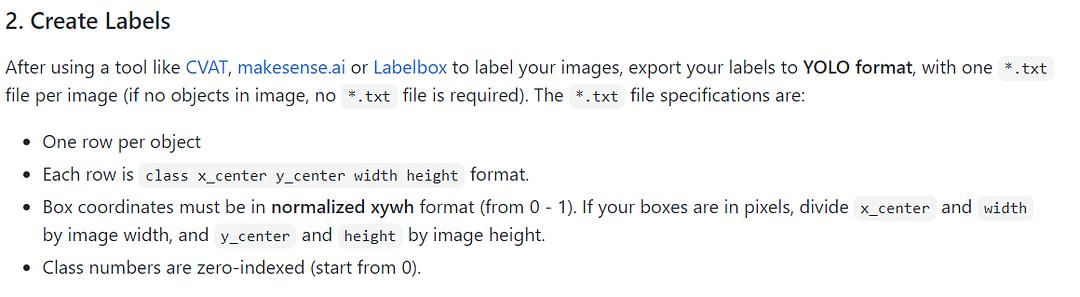 2. Create Labels
After using a tool like CVAT, makesense.ai or Labelbox to label your images, export your labels to YOLO format, with one *.txt
file per image (if no objects in image, no *.txt file is required). The *.txt file specifications are:
• One row per object
• Each row is class x_center y_center width height format.
• Box coordinates must be in normalized xywh format (from 0 - 1). If your boxes are in pixels, divide x_center and width
by image width, and y_center and height by image height.
• Class numbers are zero-indexed (start from 0).